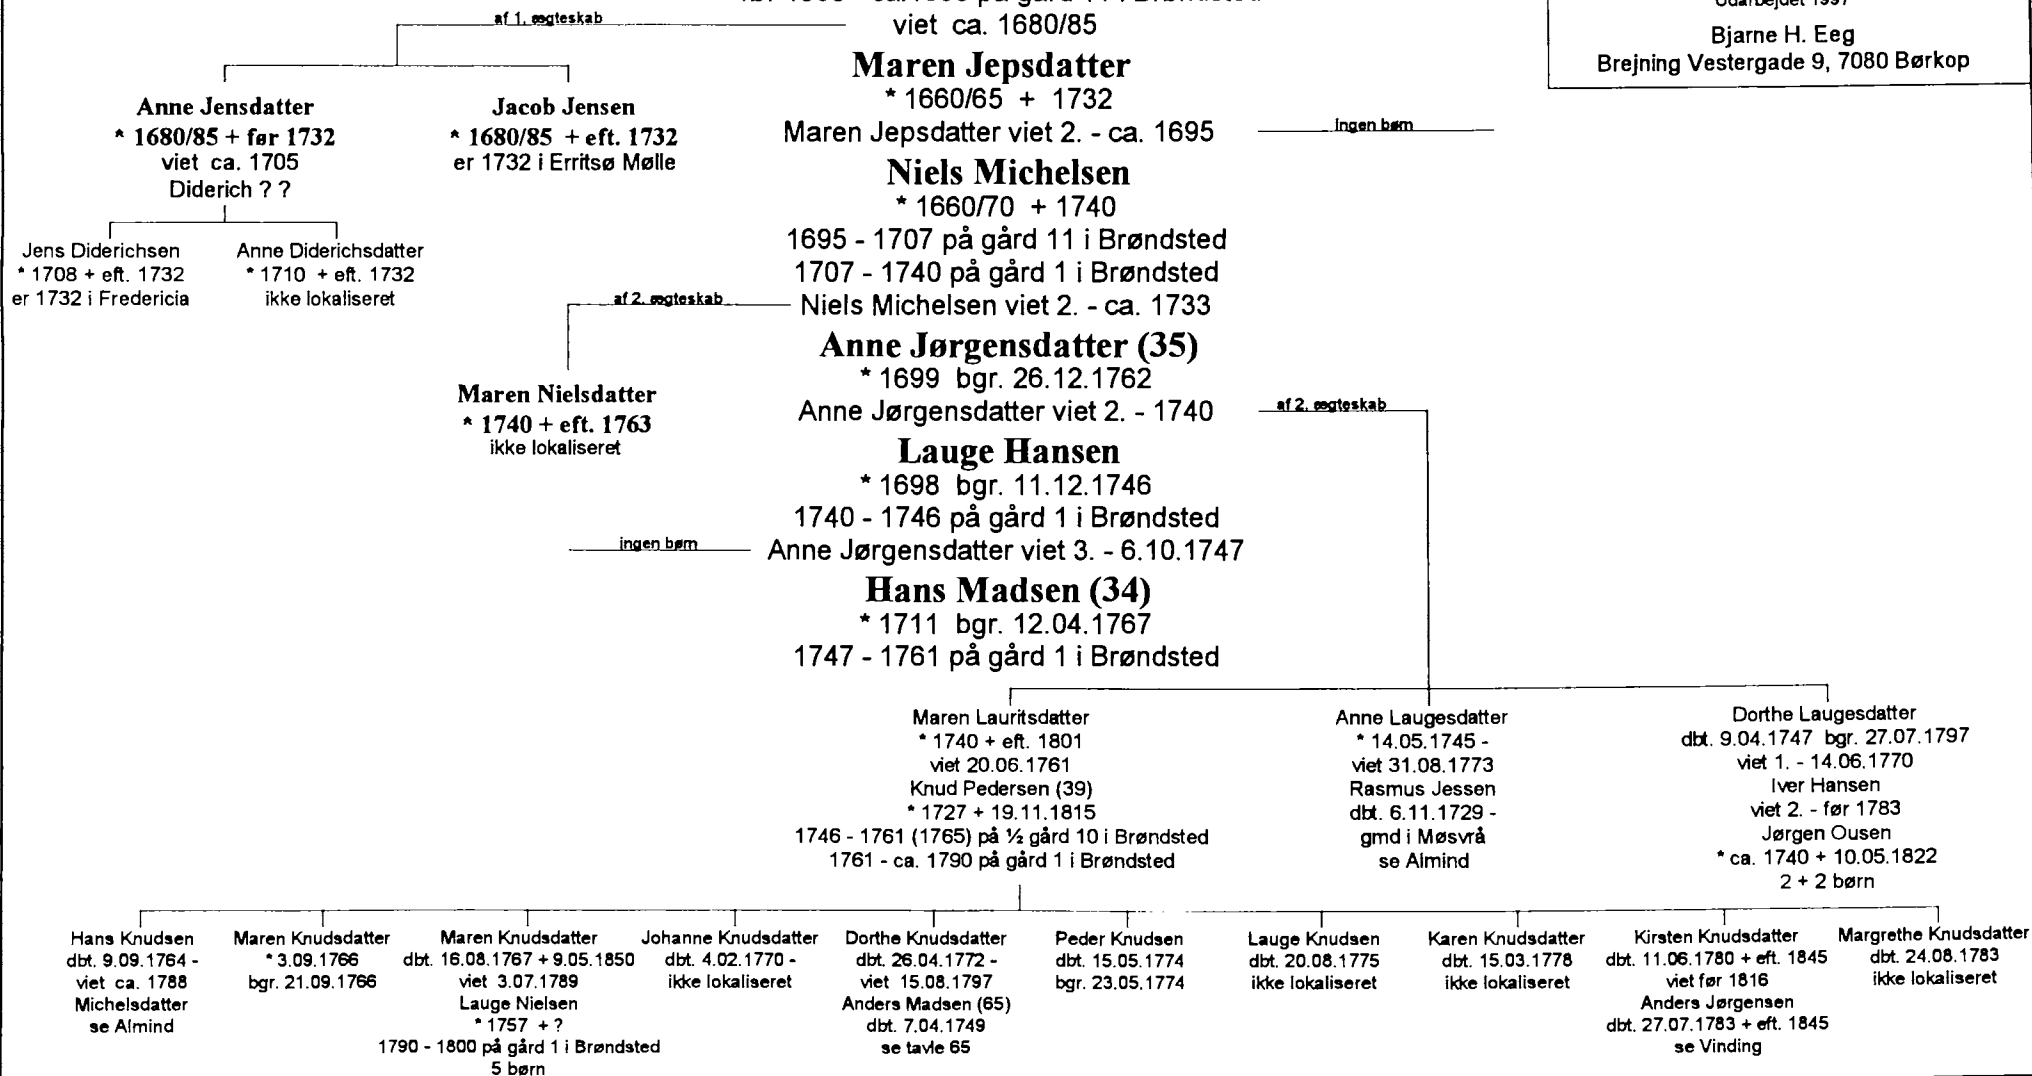 af 1. ægteskab
viet ca. 1680/85
Udarbejdet 1997
Bjarne H. Eeg
Brejning Vestergade 9, 7080 Børkop
Maren Jepsdatter
* 1660/65 + 1732
Maren Jepsdatter viet 2. - ca. 1695
ingen børn
Anne Jensdatter
* 1680/85 + før 1732
viet ca. 1705
Diderich ? ?
Jacob Jensen
* 1680/85 + eft. 1732
er 1732 i Erritsø Mølle
Jens Diderichsen
* 1708 + eft. 1732
er 1732 i Fredericia
Anne Diderichsdatter
* 1710 + eft. 1732
ikke lokaliseret
Niels Michelsen
* 1660/70 + 1740
1695 - 1707 på gård 11 i Brøndsted
1707 - 1740 på gård 1 i Brøndsted
af 2. ægteskab
Niels Michelsen viet 2. - ca. 1733
Anne Jørgensdatter (35)
* 1699 bgr. 26.12.1762
Anne Jørgensdatter viet 2. - 1740
af 2. ægteskab
Maren Nielsdatter
* 1740 + eft. 1763
ikke lokaliseret
Lauge Hansen
* 1698 bgr. 11.12.1746
1740 - 1746 på gård 1 i Brøndsted
ingen børn
Anne Jørgensdatter viet 3. - 6.10.1747
Hans Madsen (34)
* 1711 bgr. 12.04.1767
1747 - 1761 på gård 1 i Brøndsted
Maren Lauritsdatter
* 1740 + eft. 1801
viet 20.06.1761
Knud Pedersen (39)
* 1727 + 19.11.1815
1746 - 1761 (1765) på ½ gård 10 i Brøndsted
1761 - ca. 1790 på gård 1 i Brøndsted
Anne Laugesdatter
* 14.05.1745 -
viet 31.08.1773
Rasmus Jessen
dbt. 6.11.1729 -
gmd i Møsvrå
se Almind
Dorthe Laugesdatter
dbt. 9.04.1747 bgr. 27.07.1797
viet 1. - 14.06.1770
Iver Hansen
viet 2. - før 1783
Jørgen Ousen
* ca. 1740 + 10.05.1822
2 + 2 børn
Hans Knudsen
dbt. 9.09.1764 -
viet ca. 1788
Michelsdatter
se Almind
Maren Knudsdatter
* 3.09.1766
bgr. 21.09.1766
Maren Knudsdatter
dbt. 16.08.1767 + 9.05.1850
viet 3.07.1789
Lauge Nielsen
* 1757 + ?
1790 - 1800 på gård 1 i Brøndsted
5 børn
Johanne Knudsdatter
dbt. 4.02.1770 -
ikke lokaliseret
Dorthe Knudsdatter
dbt. 26.04.1772 -
viet 15.08.1797
Anders Madsen (65)
dbt. 7.04.1749
se tavle 65
Peder Knudsen
dbt. 15.05.1774
bgr. 23.05.1774
Lauge Knudsen
dbt. 20.08.1775
ikke lokaliseret
Karen Knudsdatter
dbt. 15.03.1778
ikke lokaliseret
Kirsten Knudsdatter
dbt. 11.06.1780 + eft. 1845
viet før 1816
Anders Jørgensen
dbt. 27.07.1783 + eft. 1845
se Vinding
Margrethe Knudsdatter
dbt. 24.08.1783
ikke lokaliseret